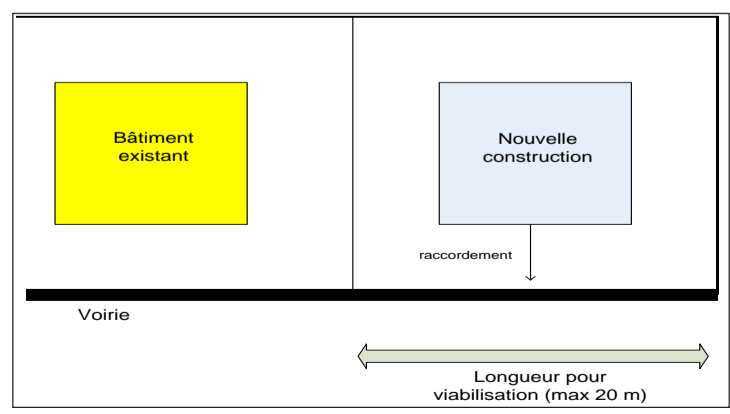 Bâtiment
existant
Nouvelle
construction
raccordement
Voirie
Longueur pour
viabilisation (max 20 m)